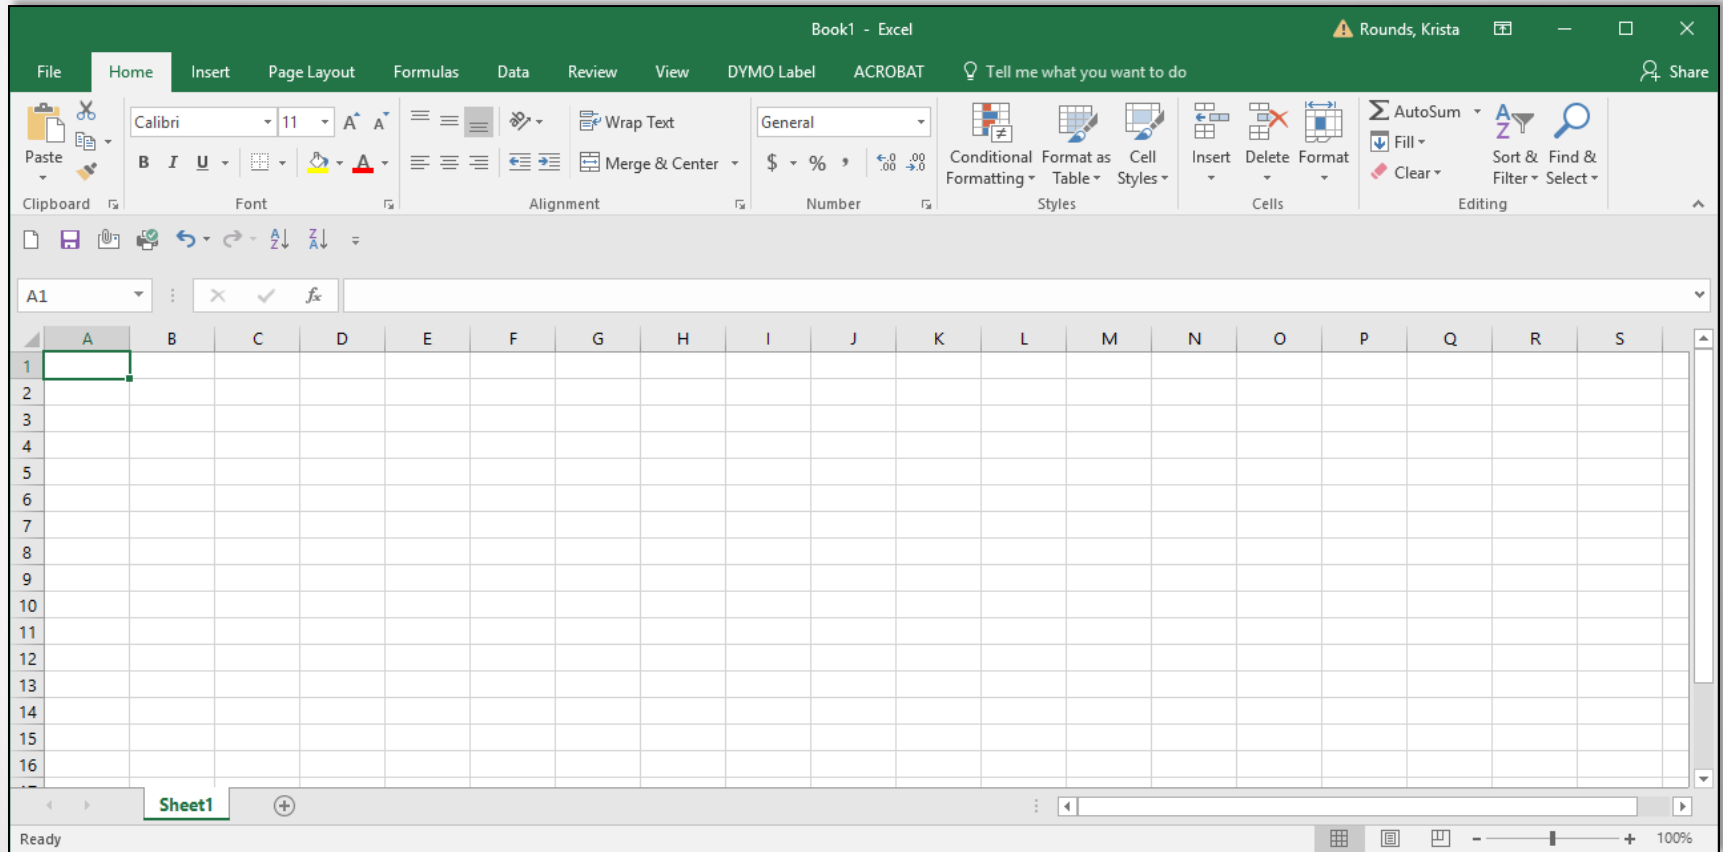 Book1 - Excel
Rounds, Krista
File Home Insert Page Layout Formulas Data Review View DYMO Label ACROBAT Tell me what you want to do Share
Calibri 11 Wrap Text General AutoSum
Fill
Paste B I U A Merge & Center $ % , Conditional Format as Cell Insert Delete Format Sort & Find &
Clear
Formatting Table Styles Filter Select
Clipboard Font Alignment Number Styles Cells Editing
A1 fx
A B C D E F G H I J K L M N O P Q R S
1
2
3
4
5
6
7
8
9
10
11
12
13
14
15
16
Sheet1
Ready 100%